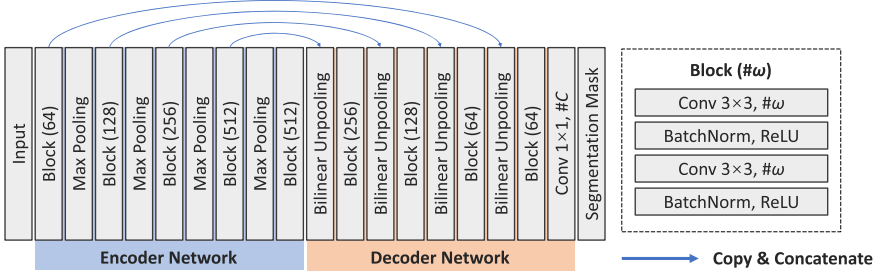 Input
Block (64)
Max Pooling
Block (128)
Max Pooling
Block (256)
Max Pooling
Block (512)
Max Pooling
Block (512)
Bilinear Unpooling
Block (256)
Bilinear Unpooling
Block (128)
Bilinear Unpooling
Block (64)
Bilinear Unpooling
Block (64)
Conv 1×1, #C
Segmentation Mask
Encoder Network
Decoder Network
Block (#ω)
Conv 3×3, #ω
BatchNorm, ReLU
Conv 3×3, #ω
BatchNorm, ReLU
Copy & Concatenate